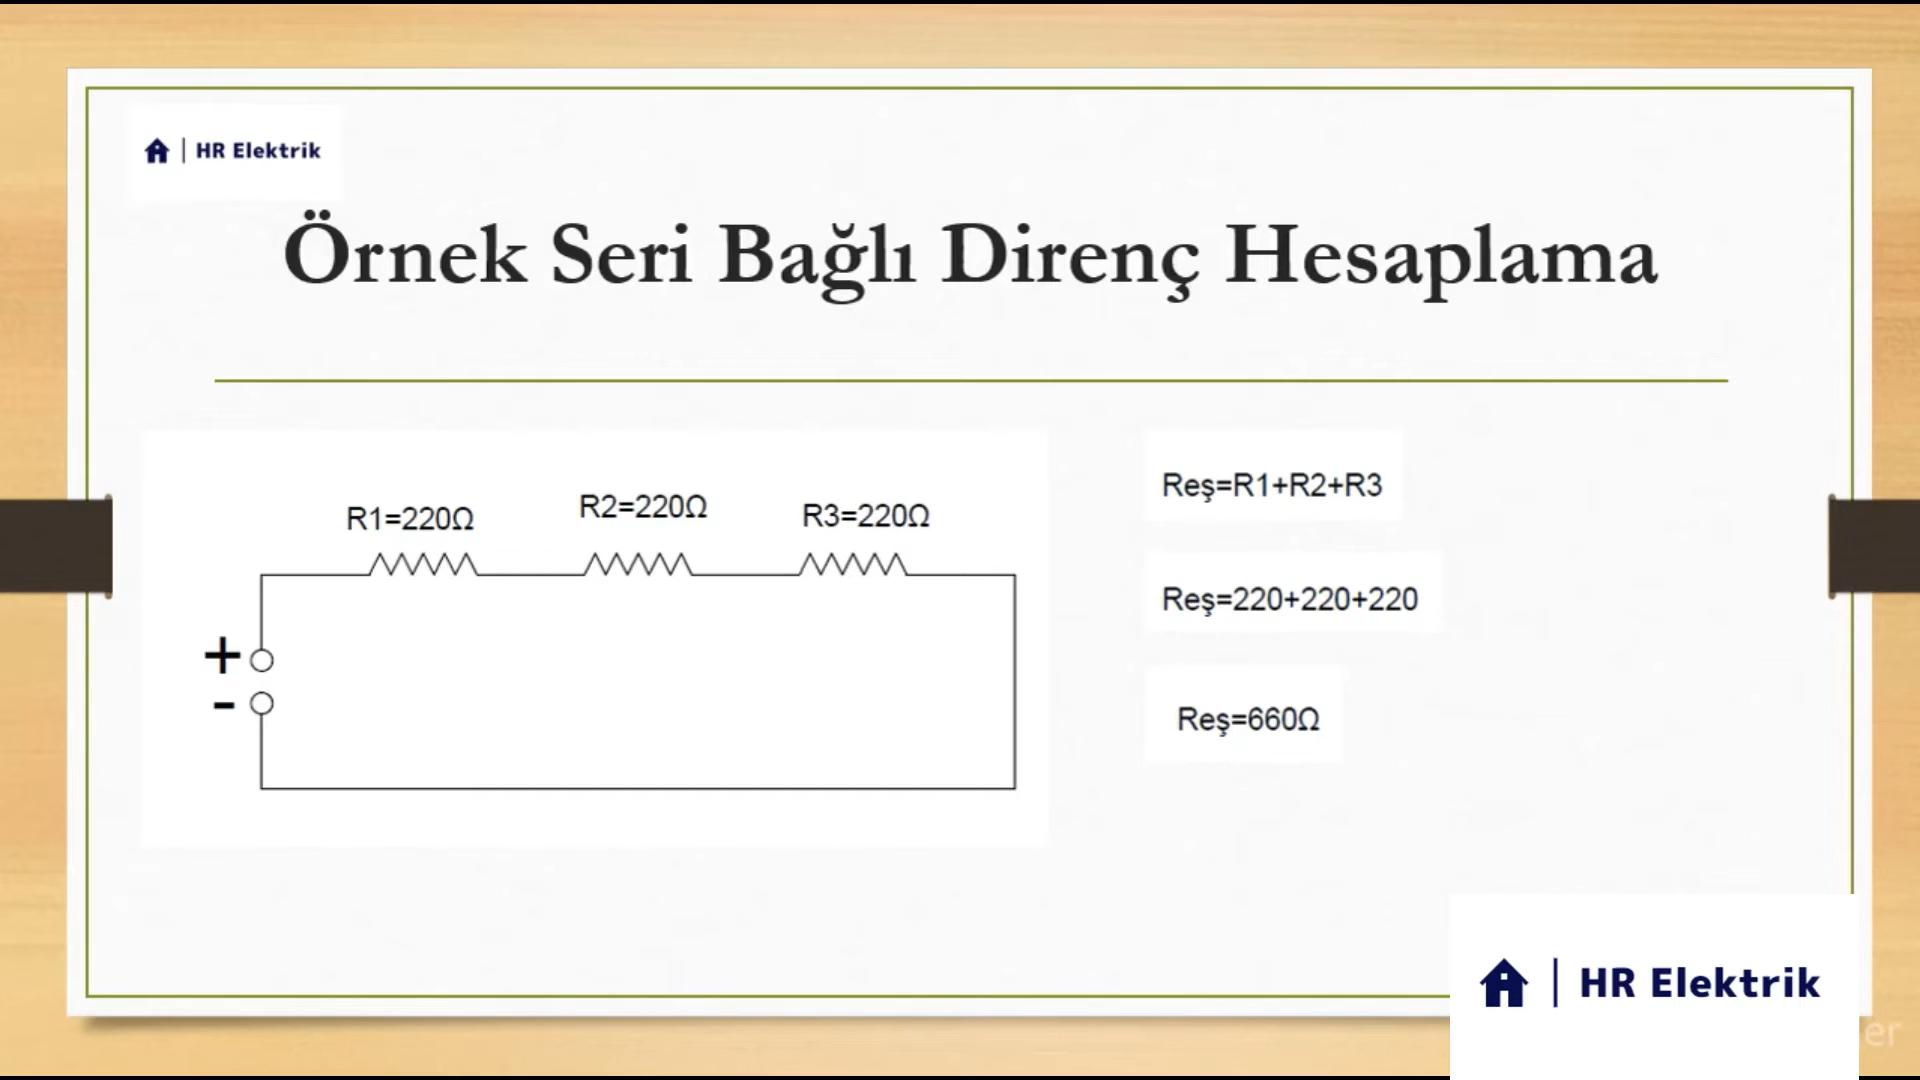 HR Elektrik
Örnek Seri Bağlı Direnç Hesaplama
R1=220Ω
R2=220Ω
R3=220Ω
+
-
Reş=R1+R2+R3
Reş=220+220+220
Reş=660Ω
HR Elektrik
er